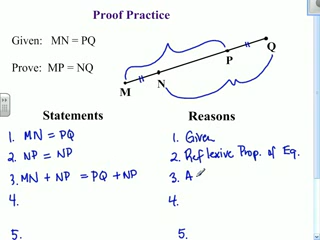 Proof Practice
Given: MN = PQ
Prove: MP = NQ
M
N
P
Q
Statements
Reasons
1. MN = PQ
1. Given
2. NP = NP
2. Reflexive Prop. of Eq.
3. MN + NP = PQ + NP
3. A
4.
4.
5.
5.